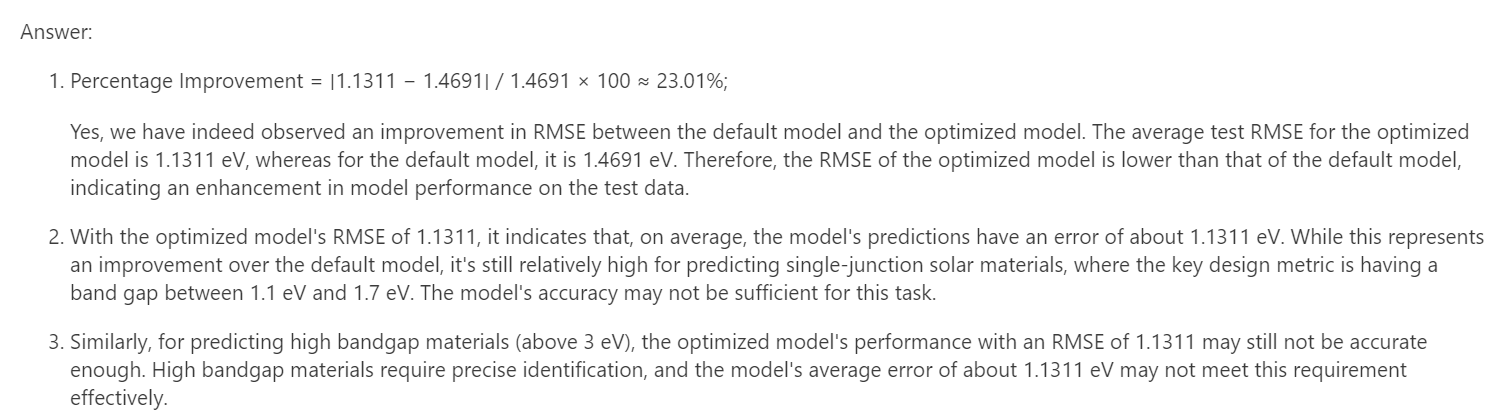 Answer:
1. Percentage Improvement = |1.1311 − 1.4691| / 1.4691 × 100 ≈ 23.01%;
Yes, we have indeed observed an improvement in RMSE between the default model and the optimized model. The average test RMSE for the optimized
model is 1.1311 eV, whereas for the default model, it is 1.4691 eV. Therefore, the RMSE of the optimized model is lower than that of the default model,
indicating an enhancement in model performance on the test data.
2. With the optimized model's RMSE of 1.1311, it indicates that, on average, the model's predictions have an error of about 1.1311 eV. While this represents
an improvement over the default model, it's still relatively high for predicting single-junction solar materials, where the key design metric is having a
band gap between 1.1 eV and 1.7 eV. The model's accuracy may not be sufficient for this task.
3. Similarly, for predicting high bandgap materials (above 3 eV), the optimized model's performance with an RMSE of 1.1311 may still not be accurate
enough. High bandgap materials require precise identification, and the model's average error of about 1.1311 eV may not meet this requirement
effectively.